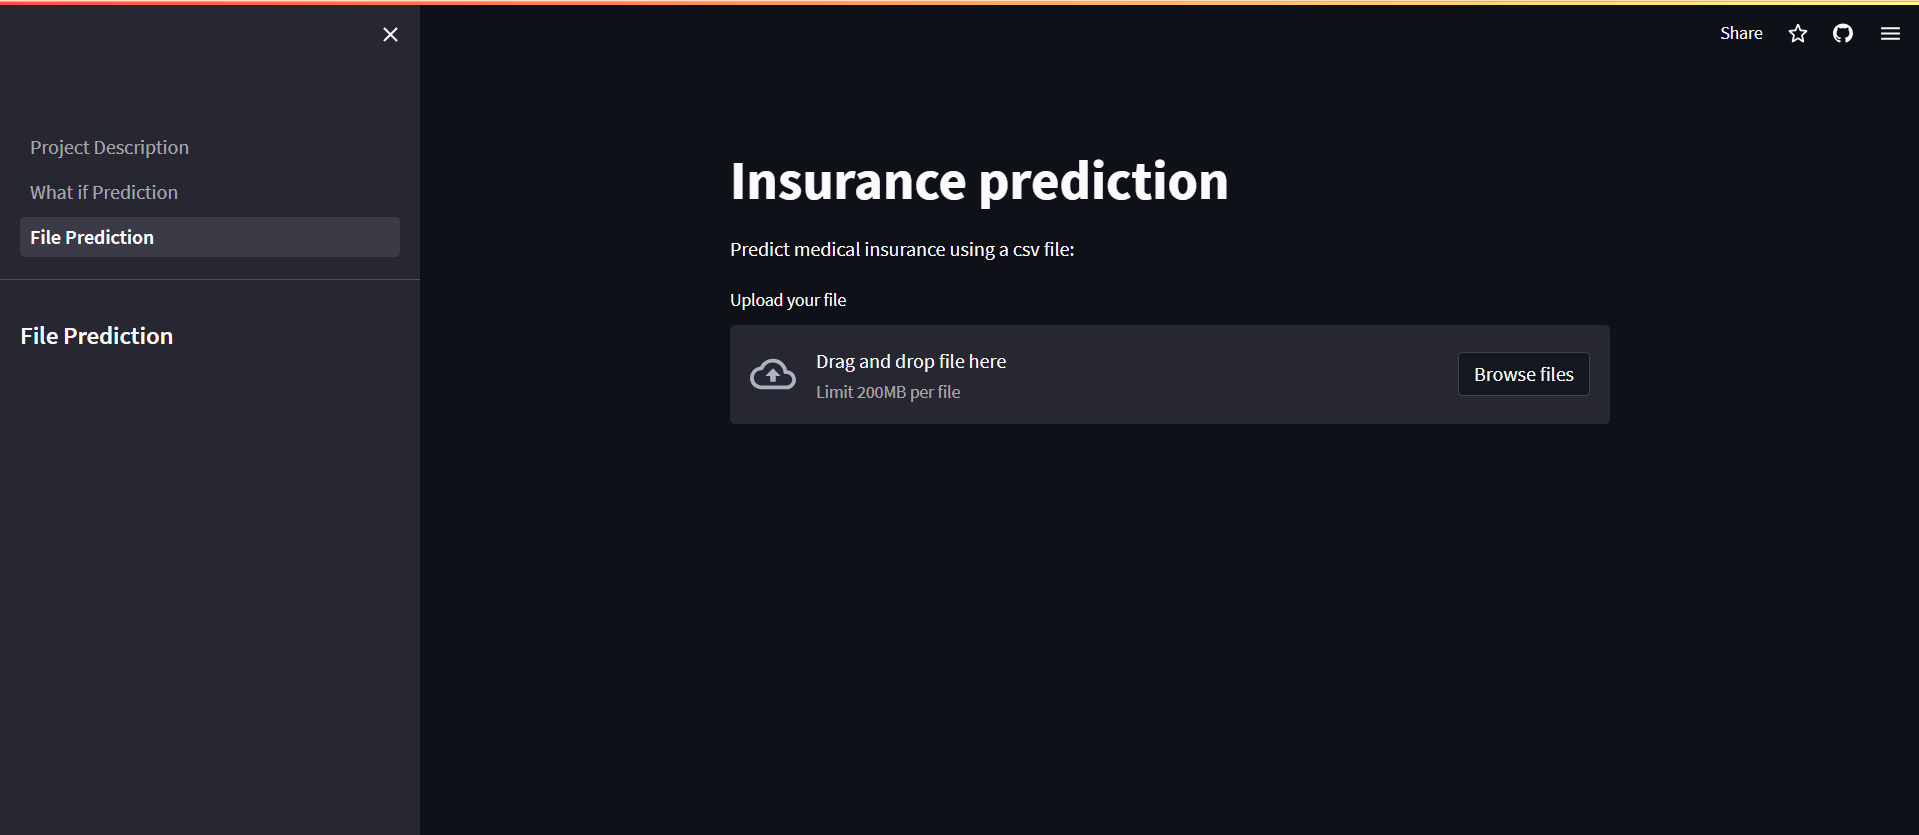 Share
Project Description
What if Prediction
File Prediction
File Prediction
Insurance prediction
Predict medical insurance using a csv file:
Upload your file
Drag and drop file here
Limit 200MB per file
Browse files